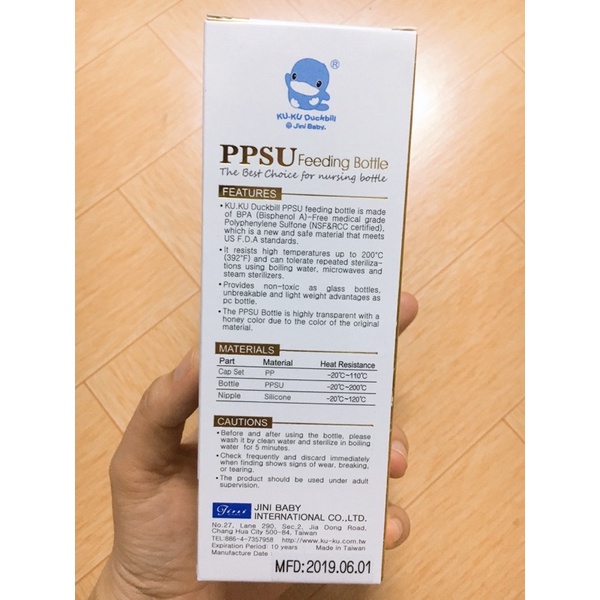 ®
KU-KU Duckbill
© Jini Baby.
PPSU Feeding Bottle
The Best Choice for nursing bottle
FEATURES
• KU.KU Duckbill PPSU feeding bottle is made
of BPA (Bisphenol A)-Free medical grade
Polyphenylene Sulfone (NSF&RCC certified),
which is a new and safe material that meets
US F.D.A standards.
• It resists high temperatures up to 200°C
(392°F) and can tolerate repeated steriliza-
tions using boiling water, microwaves and
steam sterilizers.
• Provides non-toxic as glass bottles,
unbreakable and light weight advantages as
pc bottle.
• The PPSU Bottle is highly transparent with a
honey color due to the color of the original
material.
MATERIALS
Part Material Heat Resistance
Cap Set PP -20℃~110℃
Bottle PPSU -20℃~200℃
Nipple Silicone -20℃~120℃
CAUTIONS
• Before and after using the bottle, please
wash it by clean water and sterilize in boiling
water for 5 minutes.
• Check frequently and discard immediately
when finding shows signs of wear, breaking,
or tearing.
• The product should be used under adult
supervision.
JINI BABY
INTERNATIONAL CO.,LTD.
No.27, Lane 290, Sec.2, Jia Dong Road,
Chang Hua City 500-84, Taiwan
TEL:886-4-7357958 http://www.ku-ku.com.tw
Expiration Period: 10 years Made in Taiwan
Manufacture Date :
MFD:2019.06.01